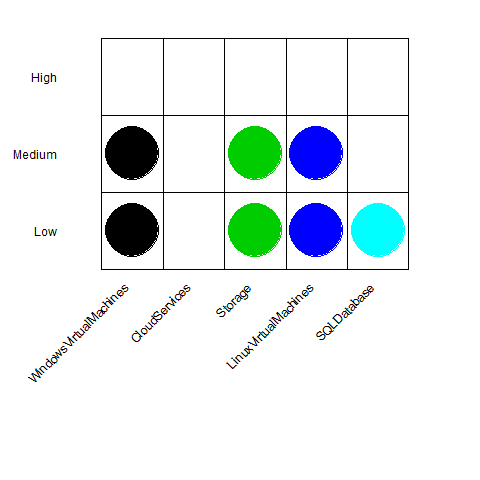 High
Medium
Low
WindowsVirtualMachines
CloudServices
Storage
LinuxVirtualMachines
SQLDatabase